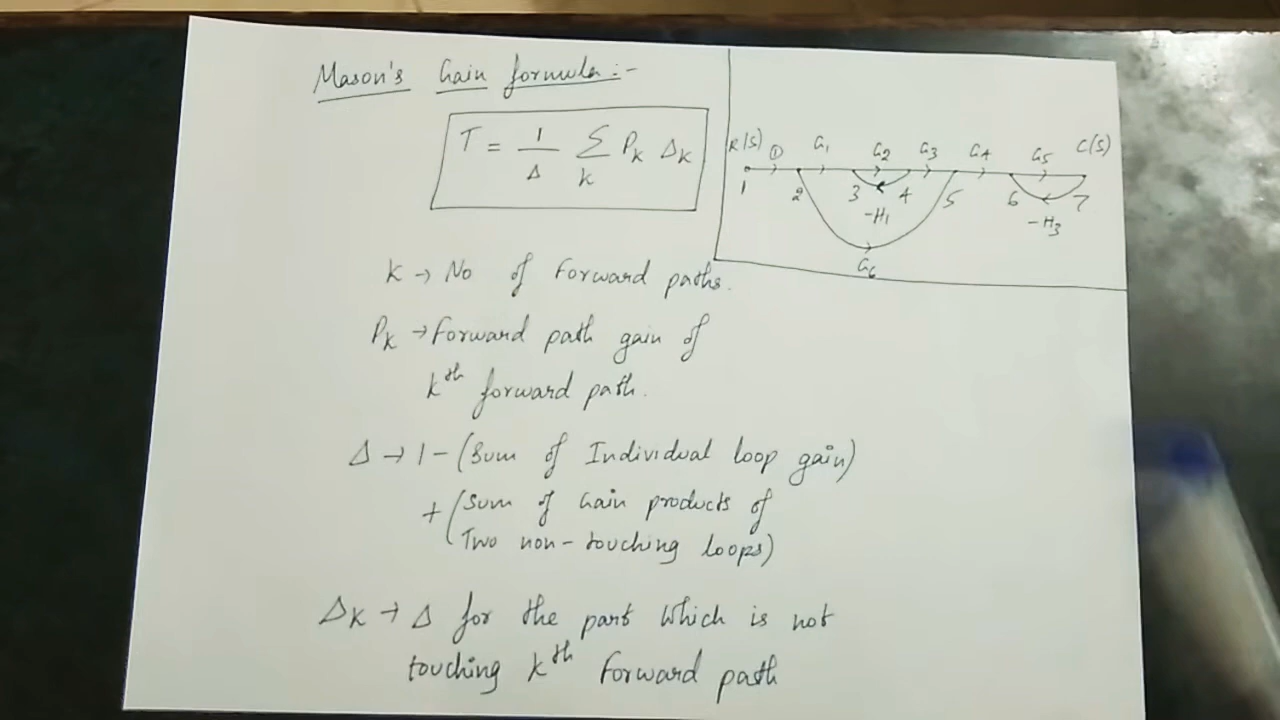 Mason's Gain formula:-
T = 1/Δ Σ_K P_K Δ_K
R(S) ① G1 G2 G3 G4 G5 C(S)
1 2 3 4 5 6 7
-H1 -H3
G6
K → No of Forward paths.
P_K → Forward path gain of
K^th forward path.
Δ → 1-(Sum of Individual loop gain)
+ (Sum of Gain products of
Two non-touching loops)
ΔK → Δ for the part which is not
touching K^th Forward path